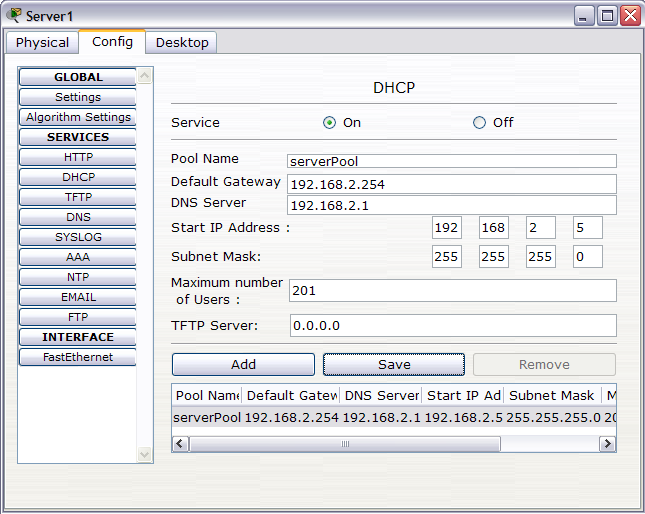 Server1
Physical Config Desktop
GLOBAL
Settings
Algorithm Settings
SERVICES
HTTP
DHCP
TFTP
DNS
SYSLOG
AAA
NTP
EMAIL
FTP
INTERFACE
FastEthernet
DHCP
Service On Off
Pool Name serverPool
Default Gateway 192.168.2.254
DNS Server 192.168.2.1
Start IP Address : 192 168 2 5
Subnet Mask: 255 255 255 0
Maximum number
of Users : 201
TFTP Server: 0.0.0.0
Add Save Remove
Pool Name Default Gatew DNS Server Start IP Ad Subnet Mask M
serverPool 192.168.2.254 192.168.2.1 192.168.2.5 255.255.255.0 20